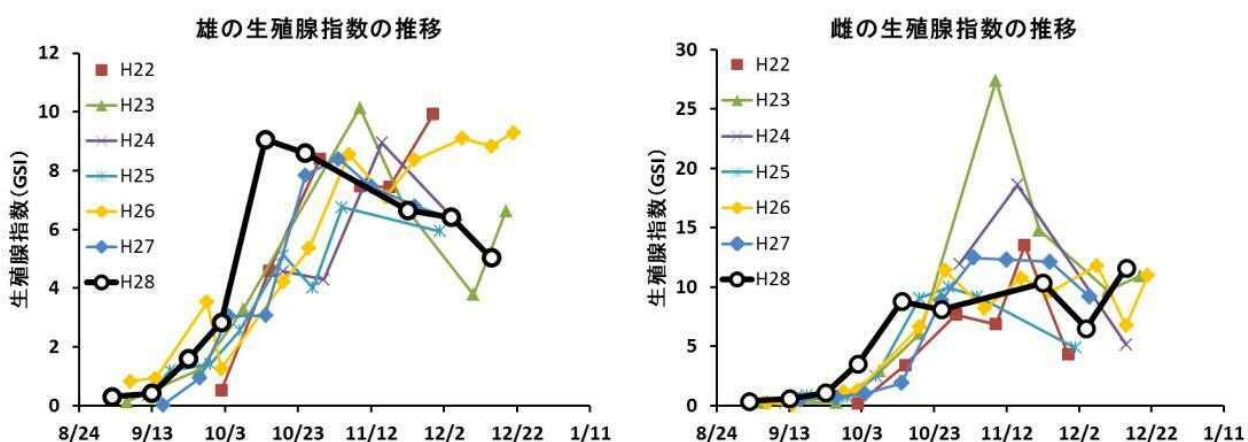 雄の生殖腺指数の推移
生殖腺指数(GSI)
12
10
8
6
4
2
0
H22
H23
H24
H25
H26
H27
H28
8/24 9/13 10/3 10/23 11/12 12/2 12/22 1/11
雌の生殖腺指数の推移
生殖腺指数(GSI)
30
25
20
15
10
5
0
H22
H23
H24
H25
H26
H27
H28
8/24 9/13 10/3 10/23 11/12 12/2 12/22 1/11